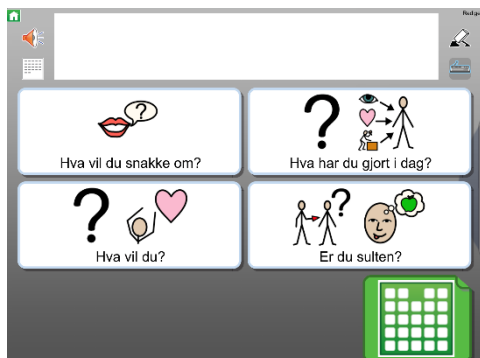 Hva vil du snakke om?
Hva har du gjort i dag?
Hva vil du?
Er du sulten?